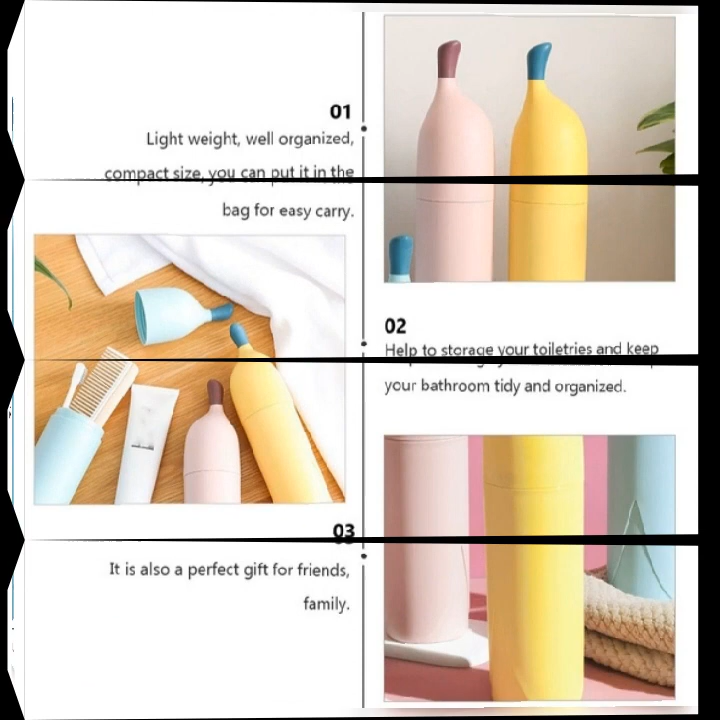 01
Light weight, well organized,
compact size, you can put it in the
bag for easy carry.
02
Help to storage your toiletries and keep
your bathroom tidy and organized.
03
It is also a perfect gift for friends,
family.